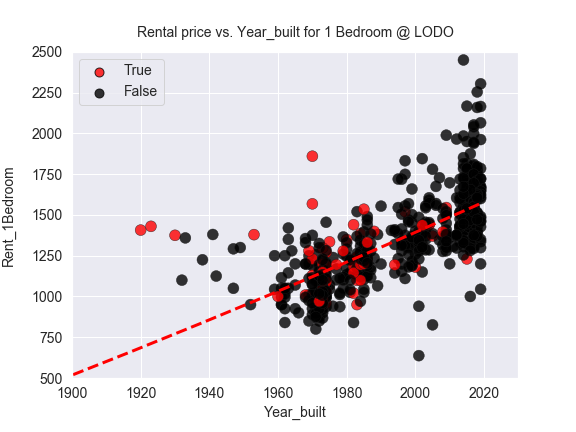 Rental price vs. Year_built for 1 Bedroom @ LODO
True
False
Rent_1Bedroom
2500
2250
2000
1750
1500
1250
1000
750
500
1900 1920 1940 1960 1980 2000 2020
Year_built